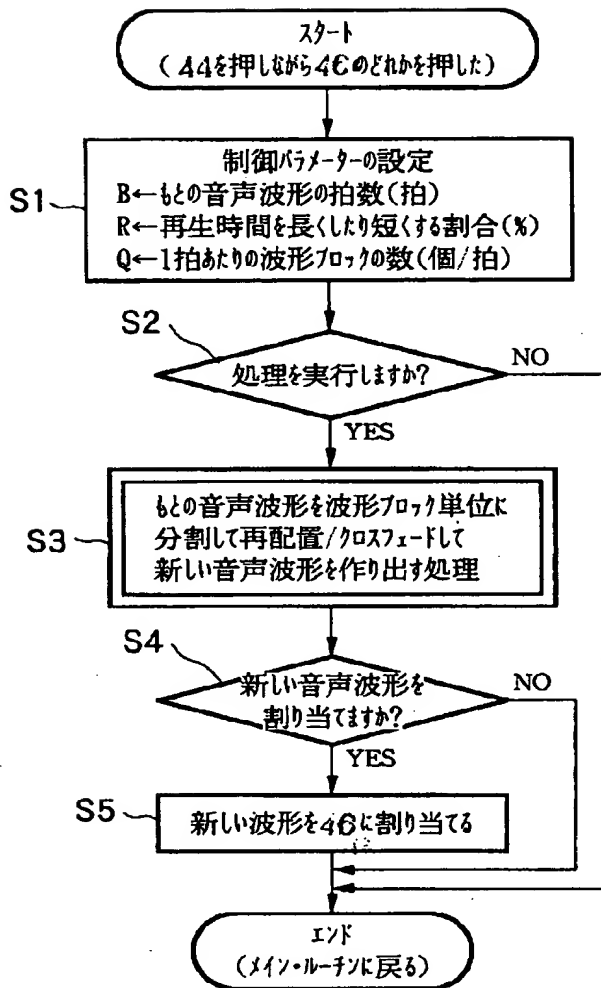 スタート
(44を押しながら46のどれかを押した)
S1
制御パラメーターの設定
B←もとの音声波形の拍数(拍)
R←再生時間を長くしたり短くする割合(%)
Q←1拍あたりの波形ブロックの数(個/拍)
S2
処理を実行しますか?
NO
YES
S3
もとの音声波形を波形ブロック単位に
分割して再配置/クロスフェードして
新しい音声波形を作り出す処理
S4
新しい音声波形を
割り当てますか?
NO
YES
S5
新しい波形を46に割り当てる
エンド
(メイン・ルーチンに戻る)